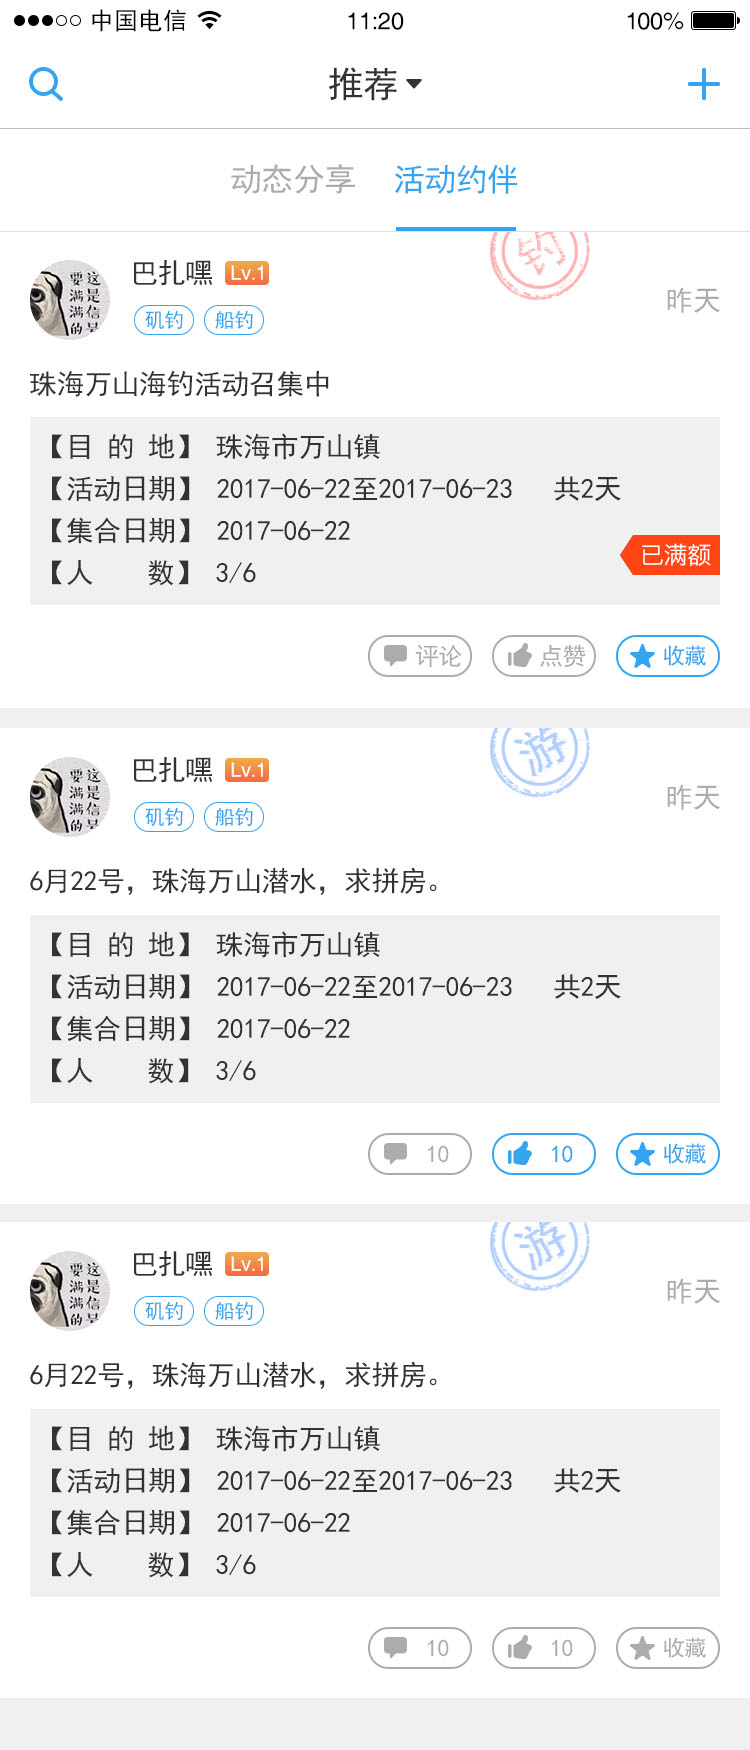 中国电信 11:20 100%
推荐
动态分享 活动约伴
钓
巴扎嘿 Lv.1
矶钓 船钓
昨天
珠海万山海钓活动召集中
【目 的 地】 珠海市万山镇
【活动日期】 2017-06-22至2017-06-23 共2天
【集合日期】 2017-06-22
【人 数】 3/6
已满额
评论 点赞 收藏
游
巴扎嘿 Lv.1
矶钓 船钓
昨天
6月22号，珠海万山潜水，求拼房。
【目 的 地】 珠海市万山镇
【活动日期】 2017-06-22至2017-06-23 共2天
【集合日期】 2017-06-22
【人 数】 3/6
10 10 收藏
游
巴扎嘿 Lv.1
矶钓 船钓
昨天
6月22号，珠海万山潜水，求拼房。
【目 的 地】 珠海市万山镇
【活动日期】 2017-06-22至2017-06-23 共2天
【集合日期】 2017-06-22
【人 数】 3/6
10 10 收藏